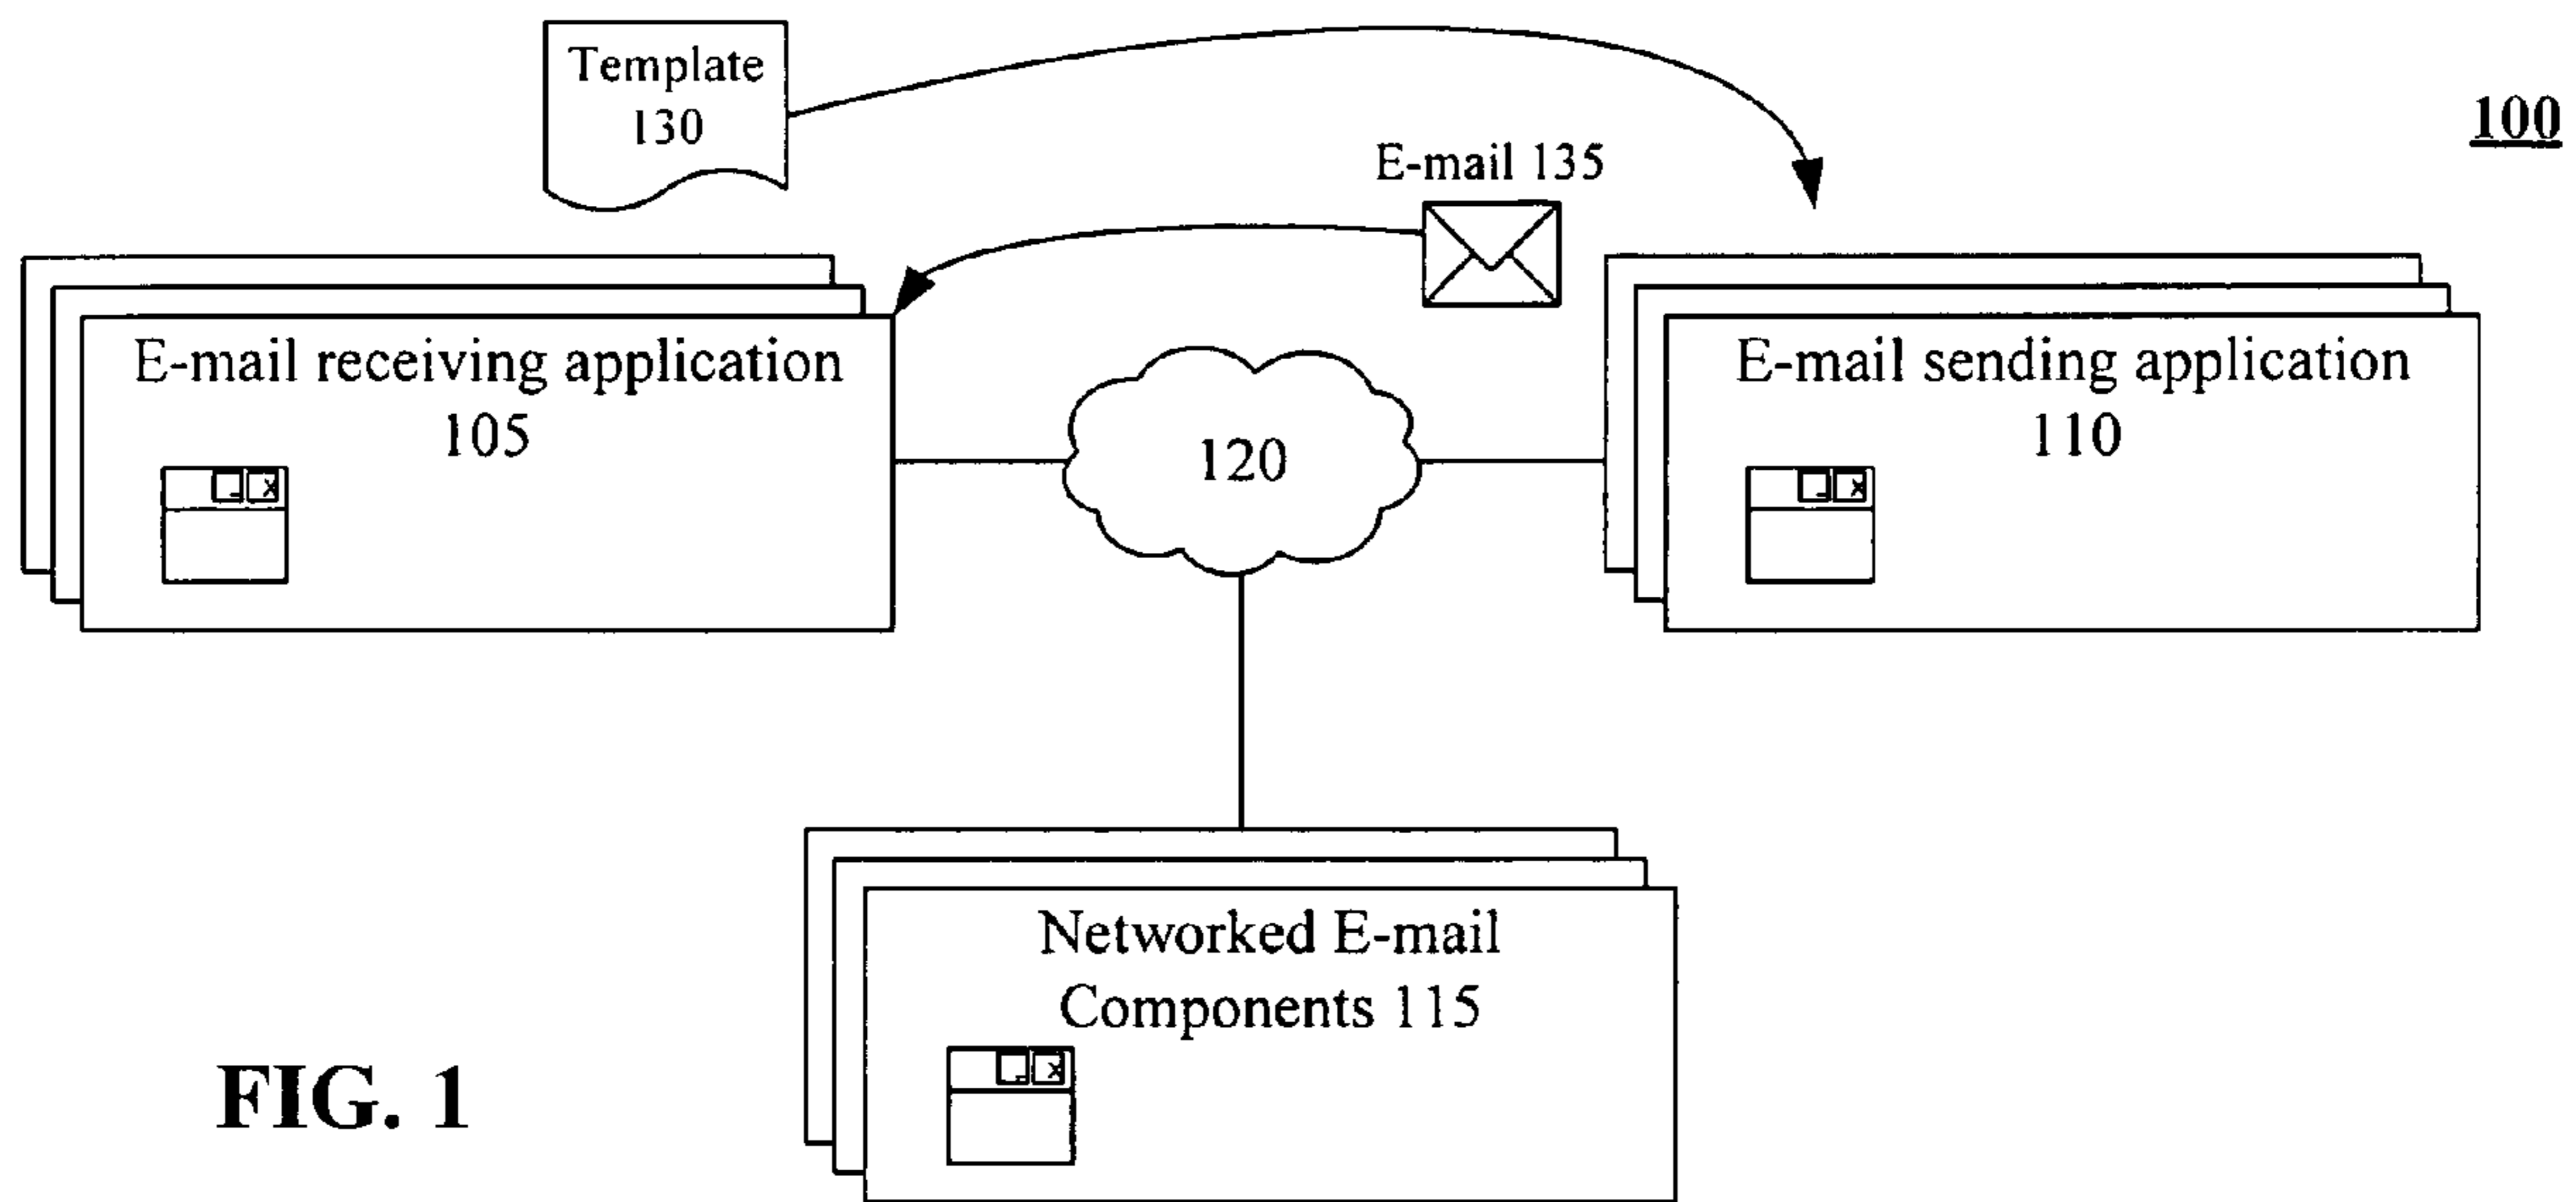 Template
130
100
E-mail 135
E-mail receiving application
105
120
E-mail sending application
110
Networked E-mail
Components 115
FIG. 1